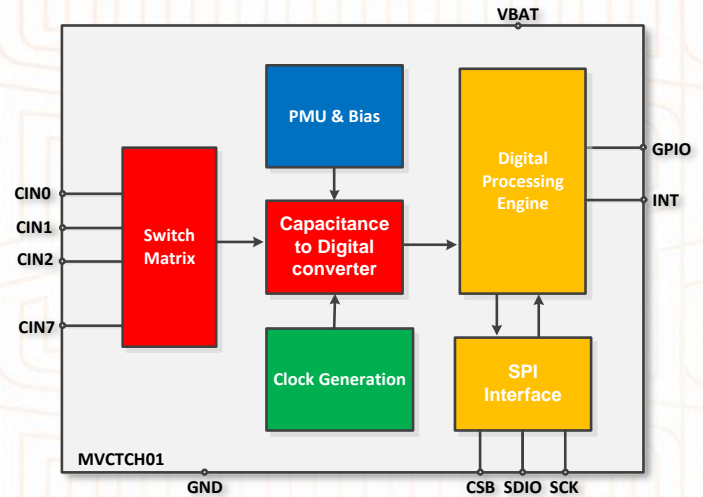 VBAT
PMU & Bias
Digital
Processing
Engine
GPIO
INT
CIN0
CIN1
CIN2
CIN7
Switch
Matrix
Capacitance
to Digital
converter
Clock Generation
SPI
Interface
MVCTCH01
GND
CSB
SDIO
SCK